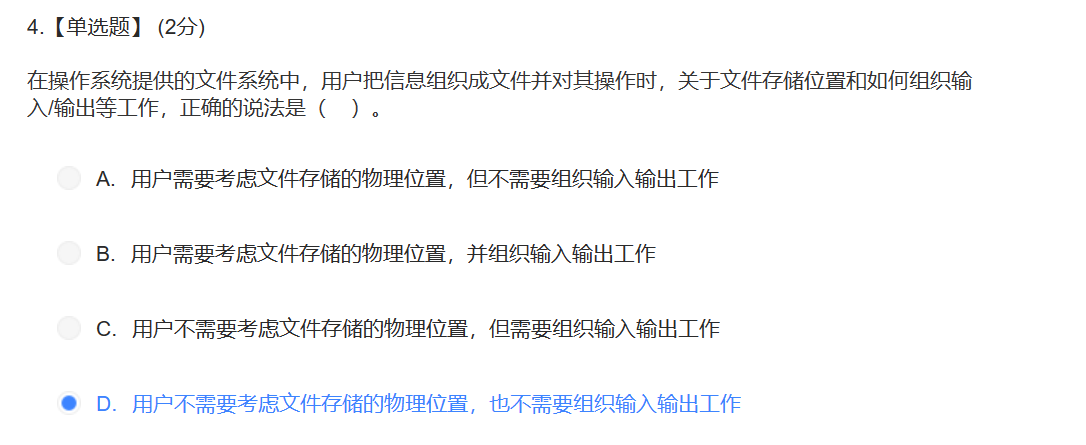 4.【单选题】 (2分)
在操作系统提供的文件系统中，用户把信息组织成文件并对其操作时，关于文件存储位置和如何组织输
入/输出等工作，正确的说法是（　）。
A. 用户需要考虑文件存储的物理位置，但不需要组织输入输出工作
B. 用户需要考虑文件存储的物理位置，并组织输入输出工作
C. 用户不需要考虑文件存储的物理位置，但需要组织输入输出工作
D. 用户不需要考虑文件存储的物理位置，也不需要组织输入输出工作